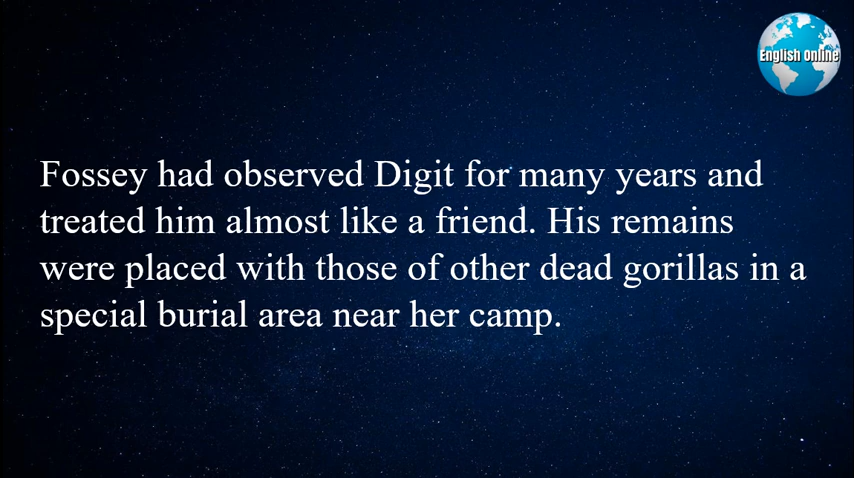 English Online
Fossey had observed Digit for many years and
treated him almost like a friend. His remains
were placed with those of other dead gorillas in a
special burial area near her camp.